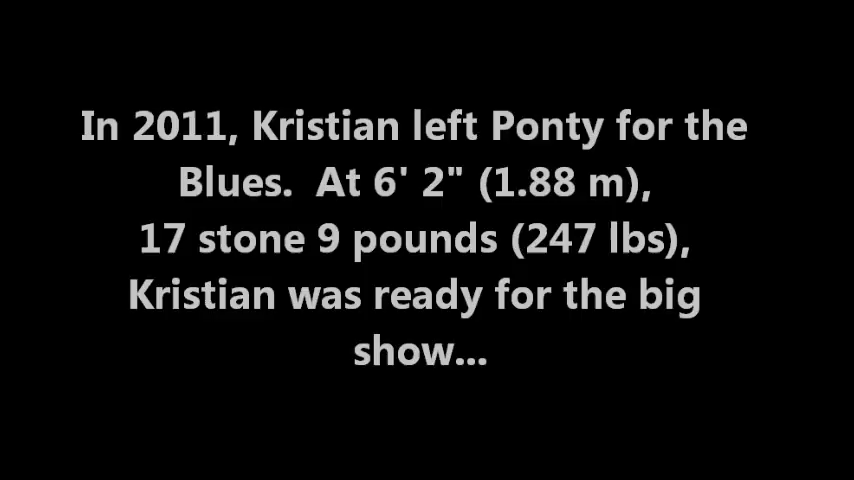 In 2011, Kristian left Ponty for the
Blues.  At 6' 2" (1.88 m),
17 stone 9 pounds (247 lbs),
Kristian was ready for the big
show...